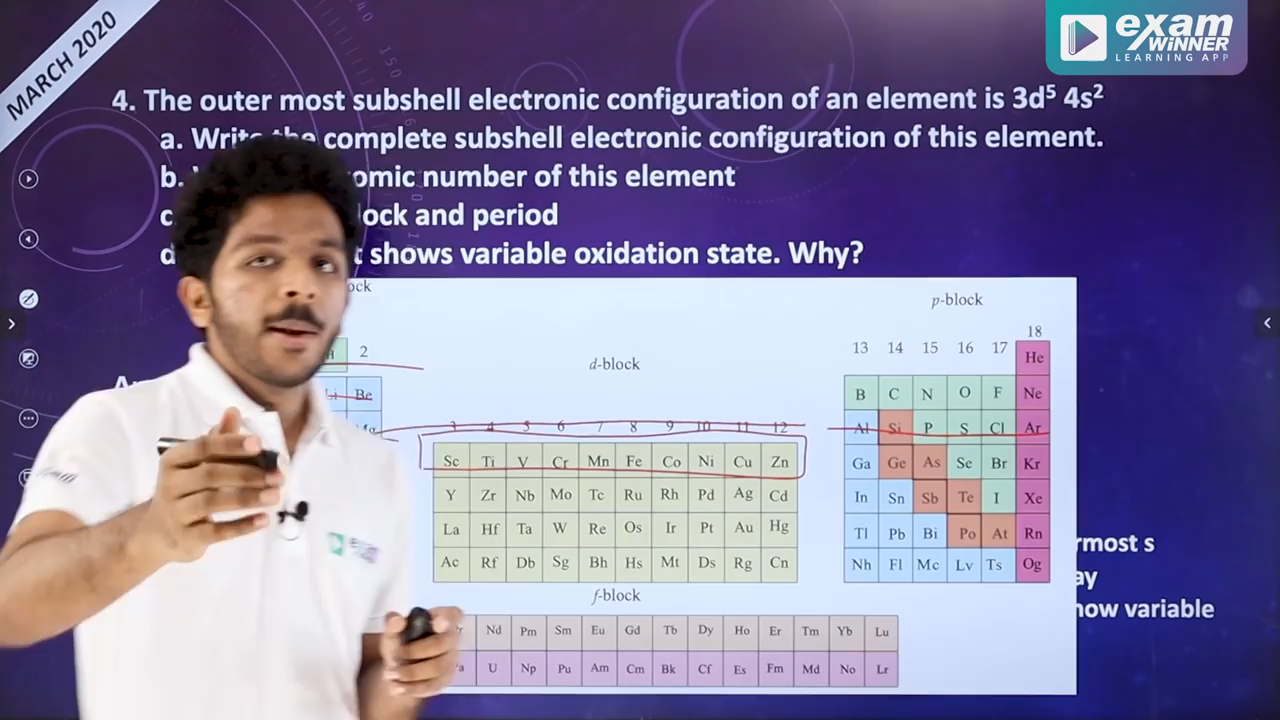 MARCH 2020
exam
WiNNER
LEARNING APP
4. The outer most subshell electronic configuration of an element is 3d⁵ 4s²
a. Write the complete subshell electronic configuration of this element.
b. omic number of this element
c lock and period
d t shows variable oxidation state. Why?
ock
p-block
18
H 2 d-block 13 14 15 16 17 He
Li Be B C N O F Ne
Mg 3 4 5 6 7 8 9 10 11 12 Al Si P S Cl Ar
Sc Ti V Cr Mn Fe Co Ni Cu Zn Ga Ge As Se Br Kr
Y Zr Nb Mo Tc Ru Rh Pd Ag Cd In Sn Sb Te I Xe
La Hf Ta W Re Os Ir Pt Au Hg Tl Pb Bi Po At Rn
Ac Rf Db Sg Bh Hs Mt Ds Rg Cn Nh Fl Mc Lv Ts Og
f-block
Nd Pm Sm Eu Gd Tb Dy Ho Er Tm Yb Lu
U Np Pu Am Cm Bk Cf Es Fm Md No Lr
rmost s
ay
how variable